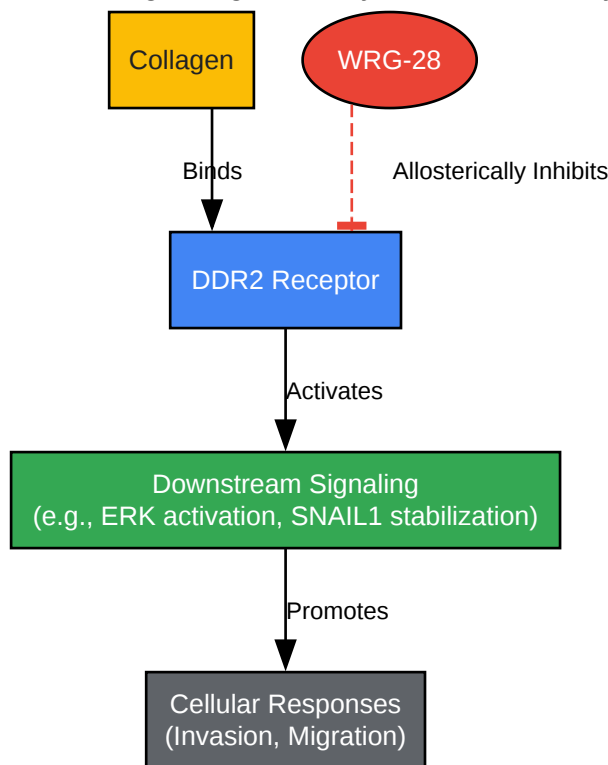 Collagen
WRG-28
Binds
Allosterically Inhibits
DDR2 Receptor
Activates
Downstream Signaling
(e.g., ERK activation, SNAIL1 stabilization)
Promotes
Cellular Responses
(Invasion, Migration)